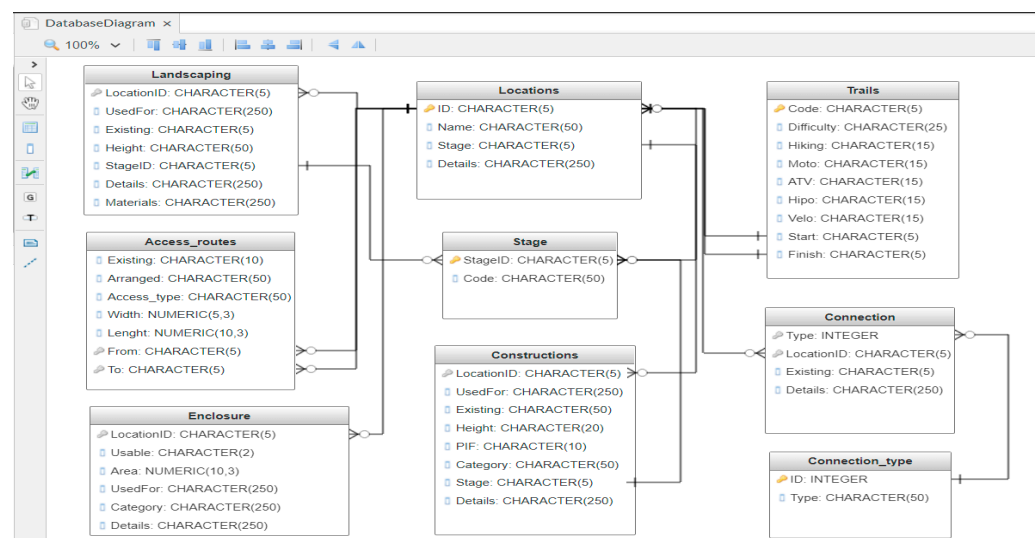 DatabaseDiagram ×
100%
Landscaping
LocationID: CHARACTER(5)
UsedFor: CHARACTER(250)
Existing: CHARACTER(5)
Height: CHARACTER(50)
StageID: CHARACTER(5)
Details: CHARACTER(250)
Materials: CHARACTER(250)
Locations
ID: CHARACTER(5)
Name: CHARACTER(50)
Stage: CHARACTER(5)
Details: CHARACTER(250)
Trails
Code: CHARACTER(5)
Difficulty: CHARACTER(25)
Hiking: CHARACTER(15)
Moto: CHARACTER(15)
ATV: CHARACTER(15)
Hipo: CHARACTER(15)
Velo: CHARACTER(15)
Start: CHARACTER(5)
Finish: CHARACTER(5)
Access_routes
Existing: CHARACTER(10)
Arranged: CHARACTER(50)
Access_type: CHARACTER(50)
Width: NUMERIC(5,3)
Lenght: NUMERIC(10,3)
From: CHARACTER(5)
To: CHARACTER(5)
Stage
StageID: CHARACTER(5)
Code: CHARACTER(50)
Connection
Type: INTEGER
LocationID: CHARACTER(5)
Existing: CHARACTER(5)
Details: CHARACTER(250)
Constructions
LocationID: CHARACTER(5)
UsedFor: CHARACTER(250)
Existing: CHARACTER(50)
Height: CHARACTER(20)
PIF: CHARACTER(10)
Category: CHARACTER(50)
Stage: CHARACTER(5)
Details: CHARACTER(250)
Enclosure
LocationID: CHARACTER(5)
Usable: CHARACTER(2)
Area: NUMERIC(10,3)
UsedFor: CHARACTER(250)
Category: CHARACTER(250)
Details: CHARACTER(250)
Connection_type
ID: INTEGER
Type: CHARACTER(50)
G
T